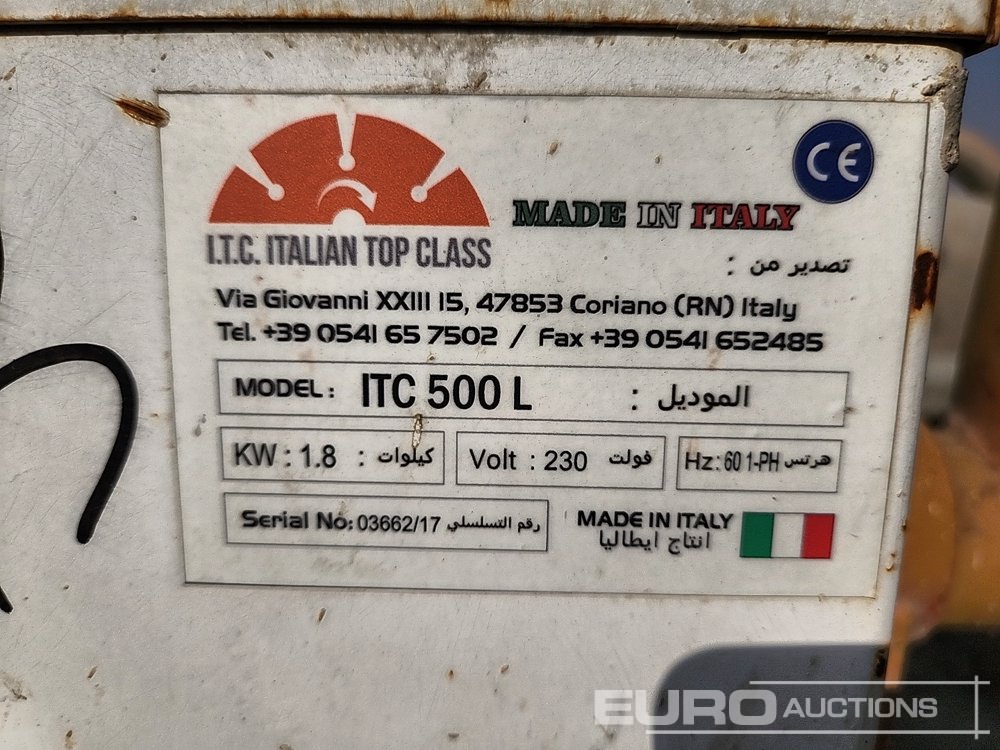 CE
I.T.C. ITALIAN TOP CLASS
MADE IN ITALY
تصدير من :
Via Giovanni XXIII 15, 47853 Coriano (RN) Italy
Tel. +39 0541 65 7502 / Fax +39 0541 652485
MODEL: ITC 500 L الموديل :
KW : 1.8 كيلوات :
Volt : 230 فولت
Hz: 60 1-PH هرتس
Serial No: 03662/17 رقم التسلسلي
MADE IN ITALY
انتاج ايطاليا
EURO AUCTIONS